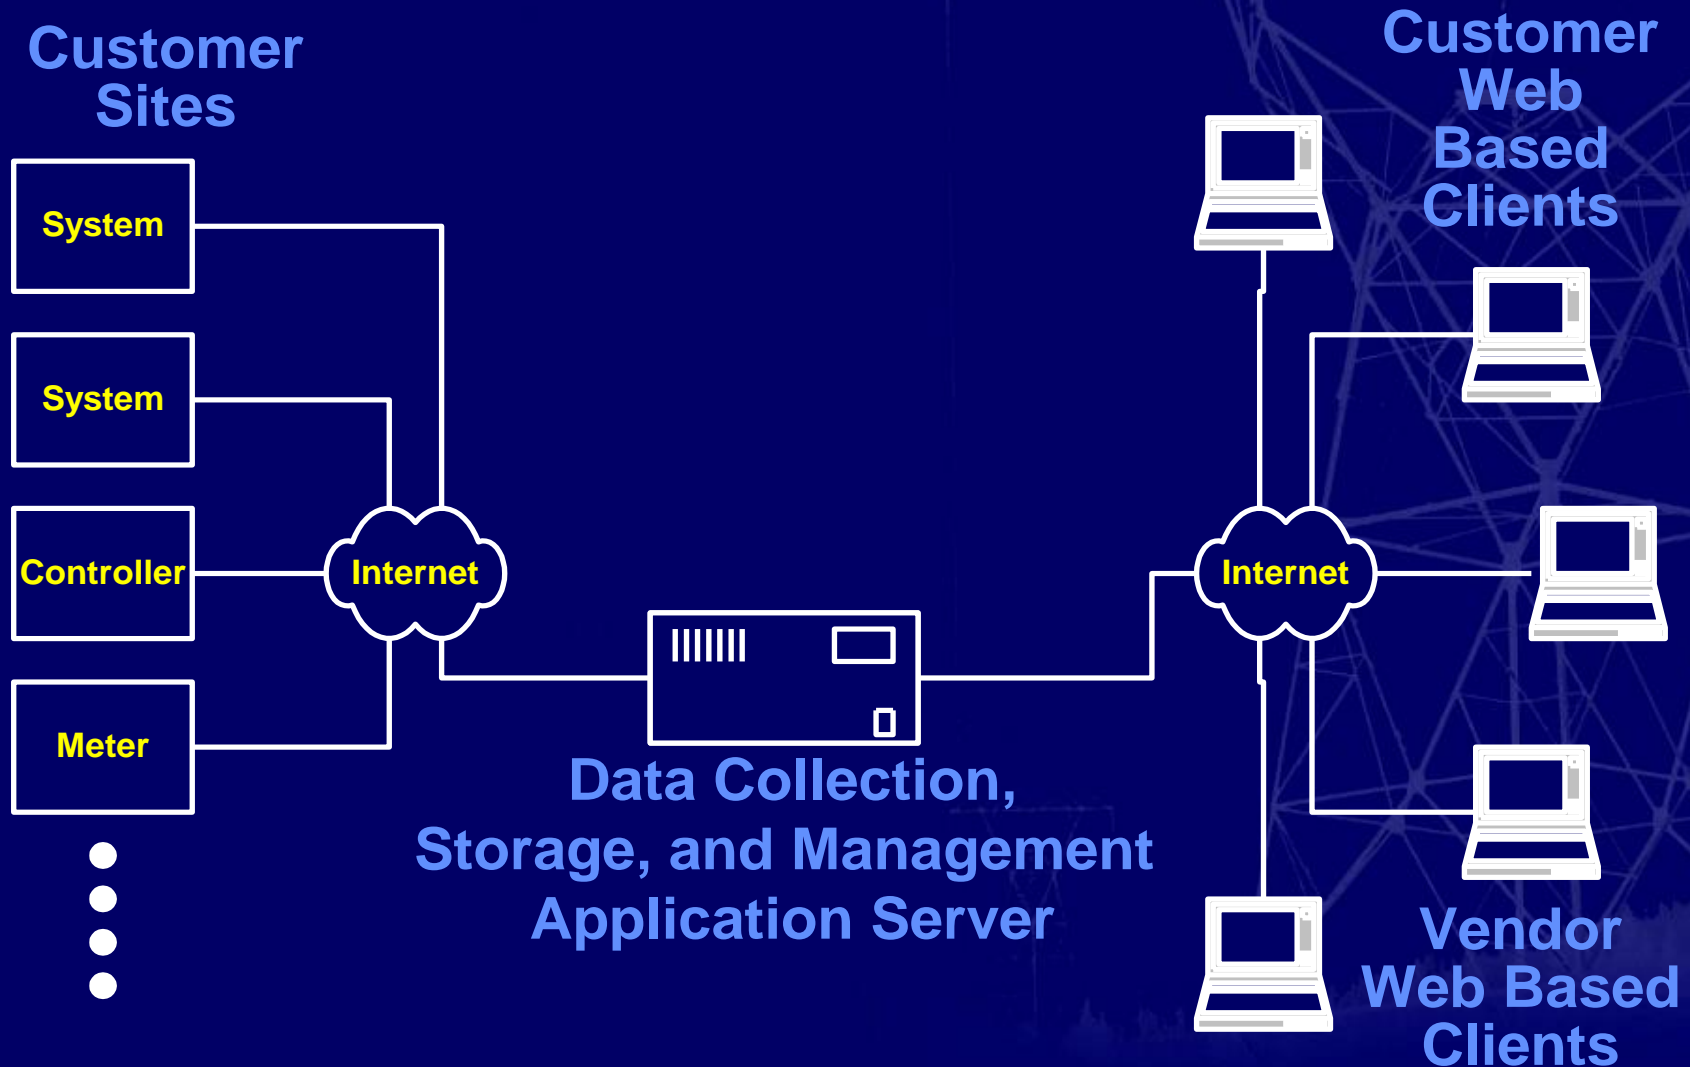 Customer
Sites
System
System
Controller
Meter
Internet
Data Collection,
Storage, and Management
Application Server
Internet
Customer
Web
Based
Clients
Vendor
Web Based
Clients